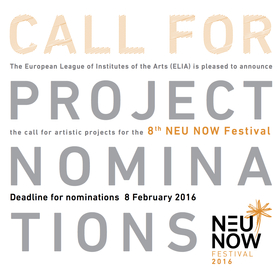 CALL FOR
The European League of Institutes of the Arts (ELIA) is pleased to announce
PROJECT
the call for artistic projects for the 8th NEU NOW Festival
NOMINA
Deadline for nominations 8 February 2016
TIONS
NEU
NOW
FESTIVAL
2016